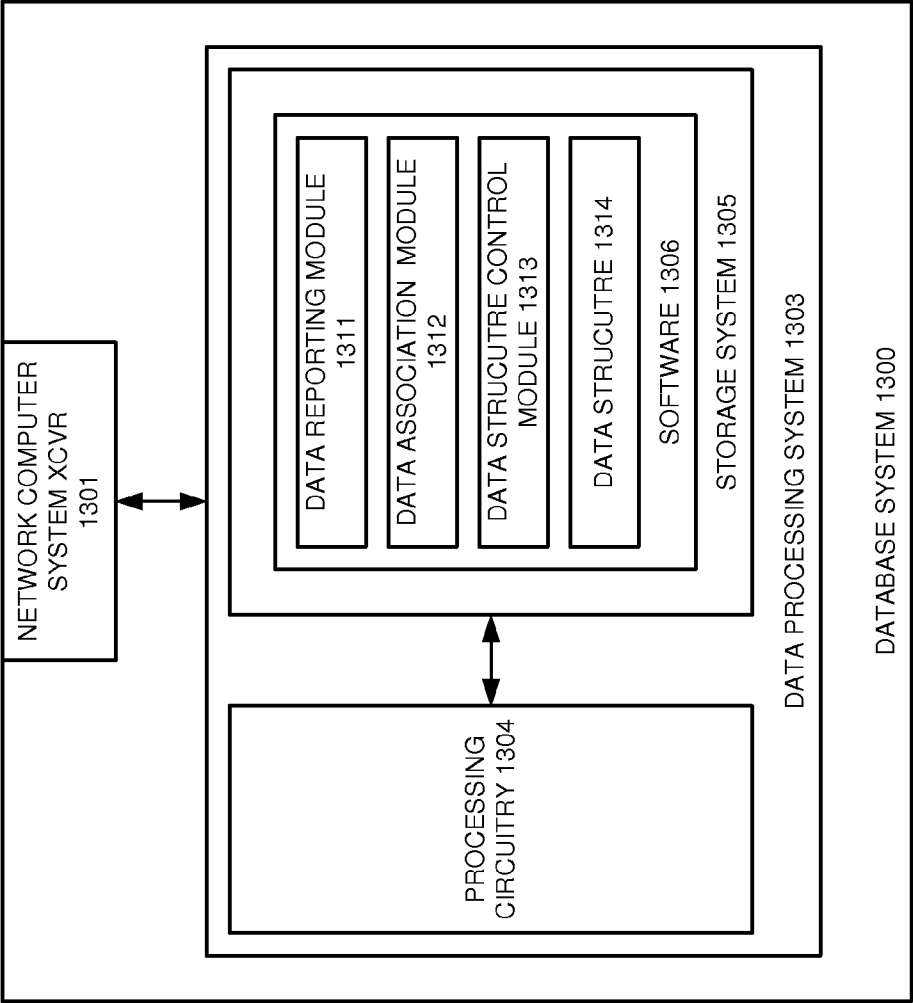 NETWORK COMPUTER
SYSTEM XCVR
1301
PROCESSING
CIRCUITRY 1304
DATA REPORTING MODULE
1311
DATA ASSOCIATION MODULE
1312
DATA STRUCUTRE CONTROL
MODULE 1313
DATA STRUCUTRE 1314
SOFTWARE 1306
STORAGE SYSTEM 1305
DATA PROCESSING SYSTEM 1303
DATABASE SYSTEM 1300